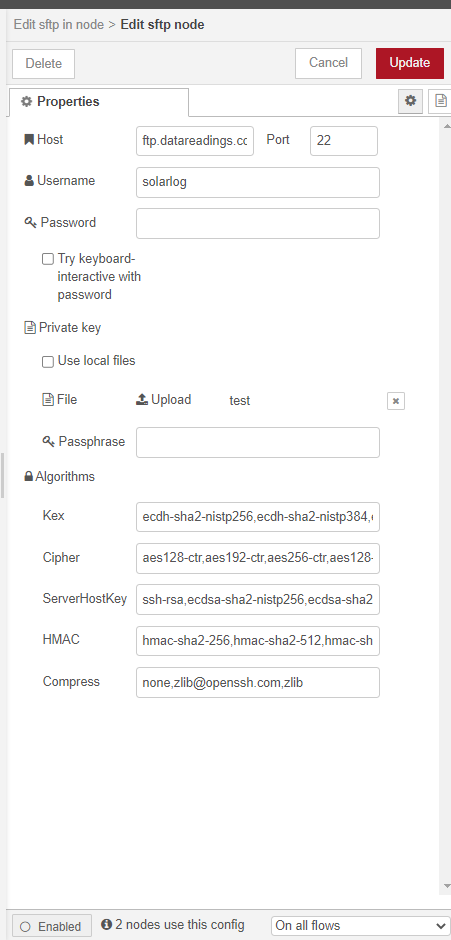 Edit sftp in node > Edit sftp node
Delete
Cancel
Update
Properties
Host
ftp.datareadings.cc
Port
22
Username
solarlog
Password
Try keyboard-
interactive with
password
Private key
Use local files
File
Upload
test
Passphrase
Algorithms
Kex
ecdh-sha2-nistp256,ecdh-sha2-nistp384,e
Cipher
aes128-ctr,aes192-ctr,aes256-ctr,aes128-
ServerHostKey
ssh-rsa,ecdsa-sha2-nistp256,ecdsa-sha2
HMAC
hmac-sha2-256,hmac-sha2-512,hmac-sh
Compress
none,zlib@openssh.com,zlib
Enabled
2 nodes use this config
On all flows